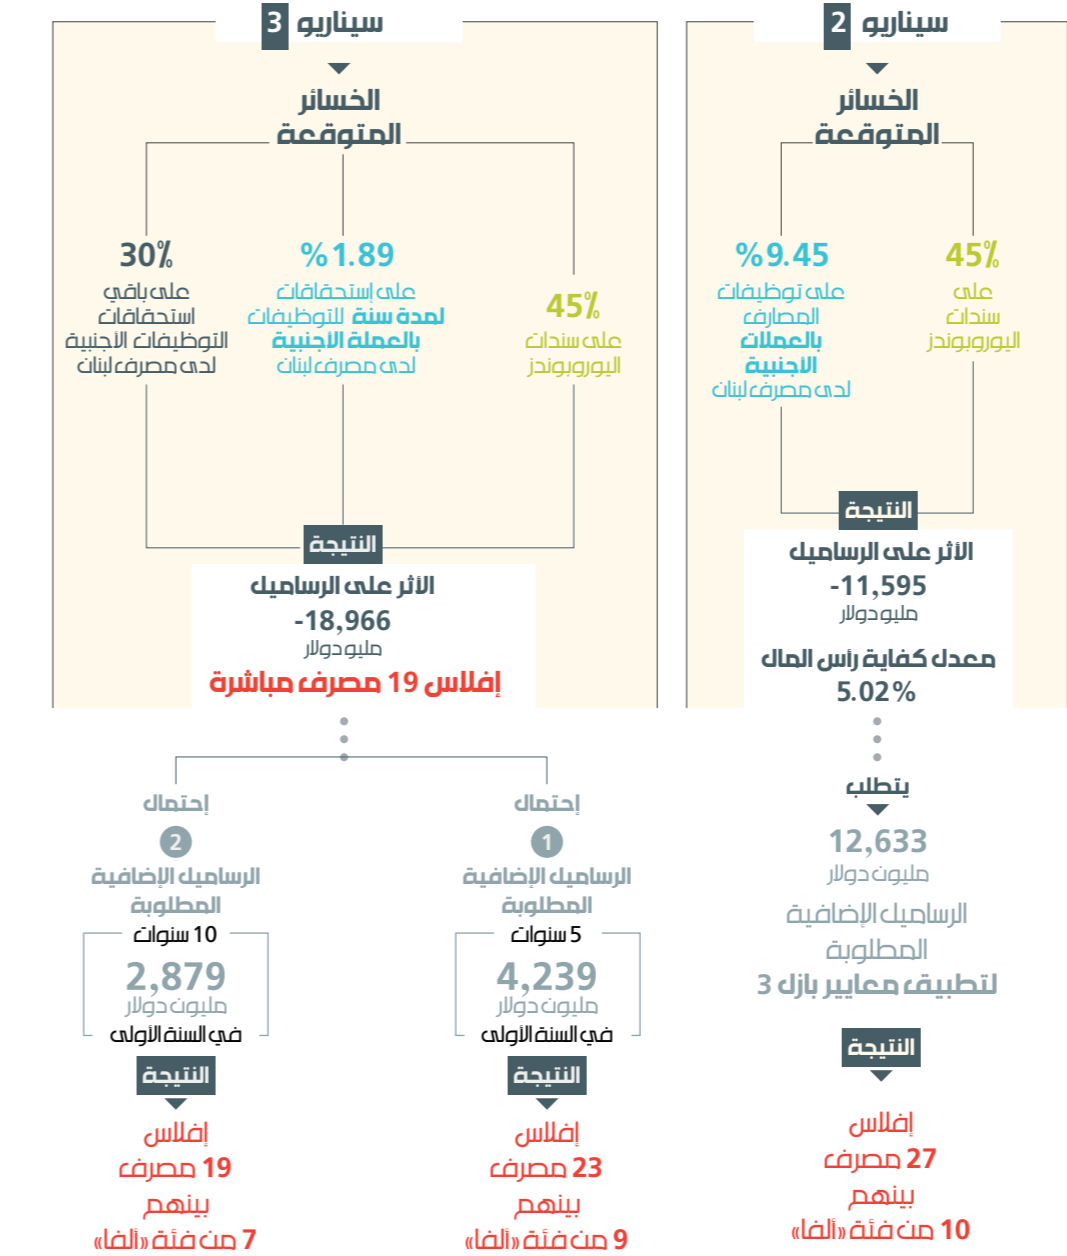 سيناريو 2
الخسائر
المتوقعة
45%
على
سندات
اليوروبوندز
%9.45
على توظيفات
المصارف
بالعملات
الأجنبية
لدى مصرف لبنان
النتيجة
الأثر على الرساميل
-11,595
مليو دولار
معدل كفاية رأس المال
5.02%
يتطلب
12,633
مليون دولار
الرساميل الإضافية
المطلوبة
لتطبيق معايير بازل 3
النتيجة
إفلاس
27 مصرف
بينهم
10 من فئة «ألفا»
سيناريو 3
الخسائر
المتوقعة
45%
على سندات
اليوروبوندز
%1.89
على إستحقاقات
لمدة سنة للتوظيفات
بالعملة الأجنبية
لدى مصرف لبنان
30%
على باقي
استحقاقات
التوظيفات الأجنبية
لدى مصرف لبنان
النتيجة
الأثر على الرساميل
-18,966
مليو دولار
إفلاس 19 مصرف مباشرة
إحتمال
1
الرساميل الإضافية
المطلوبة
5 سنوات
4,239
مليون دولار
في السنة الأولى
النتيجة
إفلاس
23 مصرف
بينهم
9 من فئة «ألفا»
إحتمال
2
الرساميل الإضافية
المطلوبة
10 سنوات
2,879
مليون دولار
في السنة الأولى
النتيجة
إفلاس
19 مصرف
بينهم
7 من فئة «ألفا»